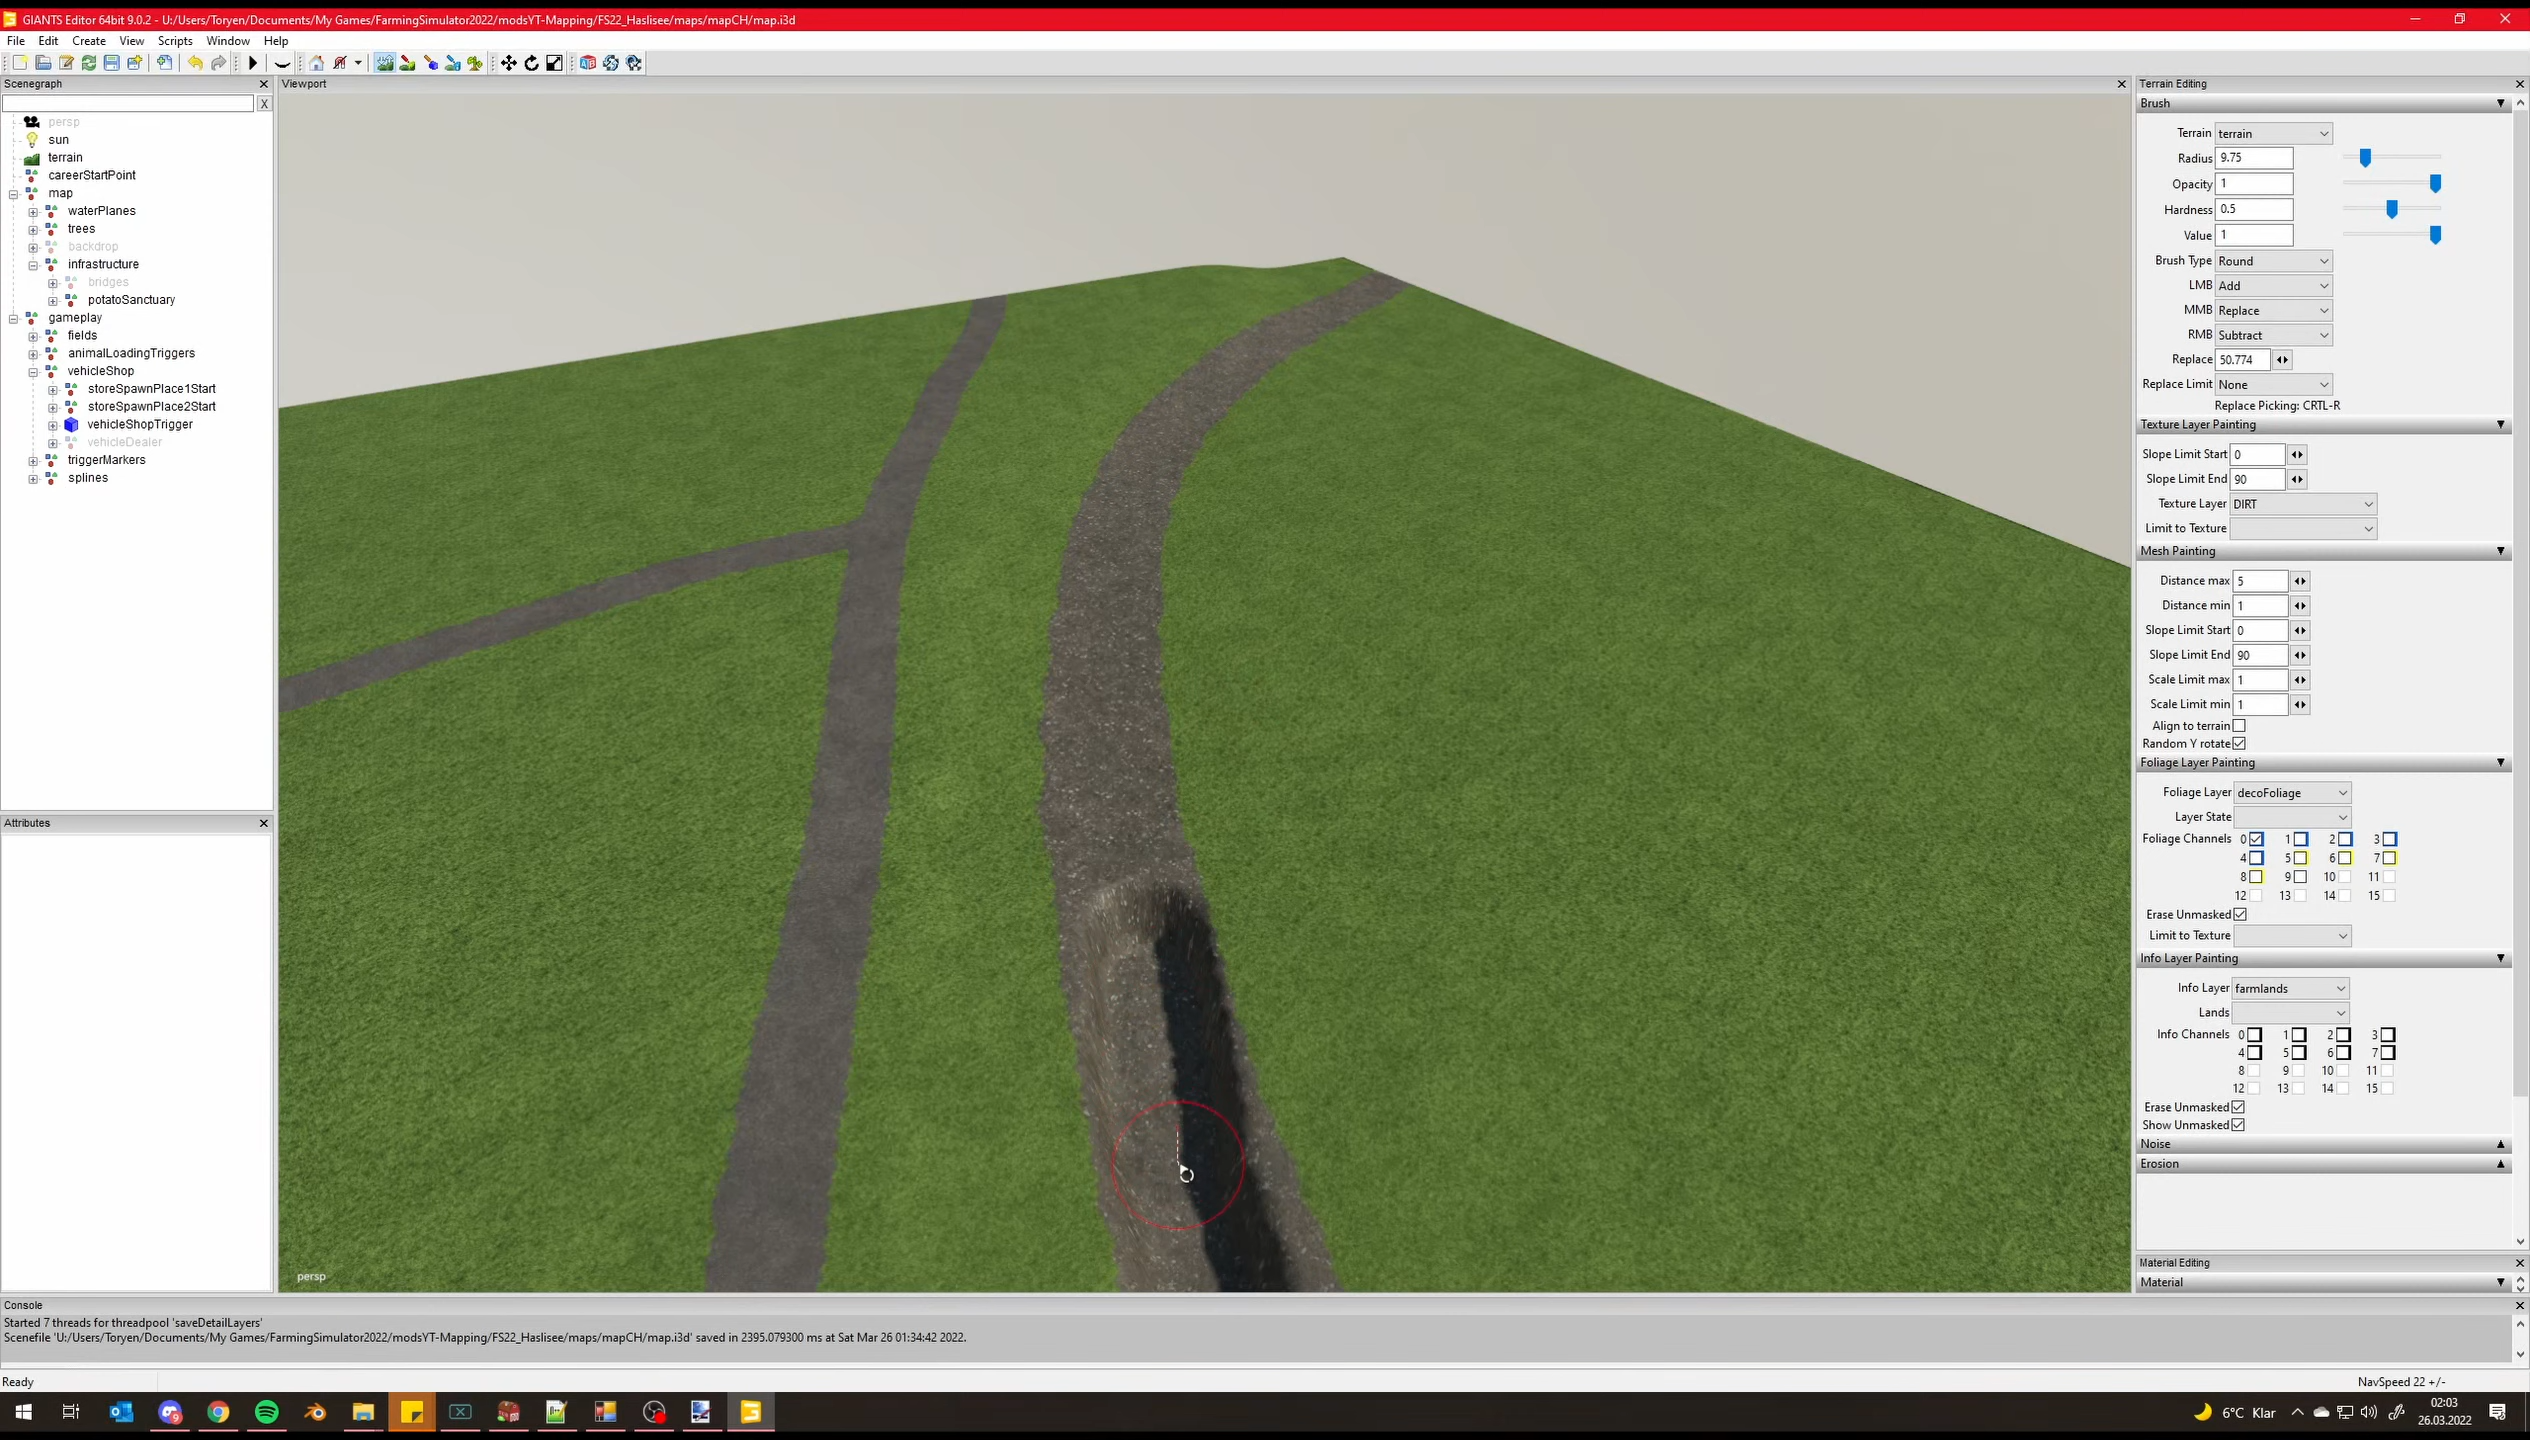 GIANTS Editor 64bit 9.0.2 - U:/Users/Toryen/Documents/My Games/FarmingSimulator2022/modsYT-Mapping/FS22_Haslisee/maps/mapCH/map.i3d
File Edit Create View Scripts Window Help
Scenegraph
X
persp
sun
terrain
careerStartPoint
map
waterPlanes
trees
backdrop
infrastructure
bridges
potatoSanctuary
gameplay
fields
animalLoadingTriggers
vehicleShop
storeSpawnPlace1Start
storeSpawnPlace2Start
vehicleShopTrigger
vehicleDealer
triggerMarkers
splines
Attributes
Viewport
persp
Terrain Editing
Brush
Terrain terrain
Radius 9.75
Opacity 1
Hardness 0.5
Value 1
Brush Type Round
LMB Add
MMB Replace
RMB Subtract
Replace 50.774
Replace Limit None
Replace Picking: CRTL-R
Texture Layer Painting
Slope Limit Start 0
Slope Limit End 90
Texture Layer DIRT
Limit to Texture
Mesh Painting
Distance max 5
Distance min 1
Slope Limit Start 0
Slope Limit End 90
Scale Limit max 1
Scale Limit min 1
Align to terrain
Random Y rotate
Foliage Layer Painting
Foliage Layer decoFoliage
Layer State
Foliage Channels 0 1 2 3
4 5 6 7
8 9 10 11
12 13 14 15
Erase Unmasked
Limit to Texture
Info Layer Painting
Info Layer farmlands
Lands
Info Channels 0 1 2 3
4 5 6 7
8 9 10 11
12 13 14 15
Erase Unmasked
Show Unmasked
Noise
Erosion
Material Editing
Material
Console
Started 7 threads for threadpool 'saveDetailLayers'
Scenefile 'U:/Users/Toryen/Documents/My Games/FarmingSimulator2022/modsYT-Mapping/FS22_Haslisee/maps/mapCH/map.i3d' saved in 2395.079300 ms at Sat Mar 26 01:34:42 2022.
Ready
NavSpeed 22 +/-
6°C Klar
02:03
26.03.2022